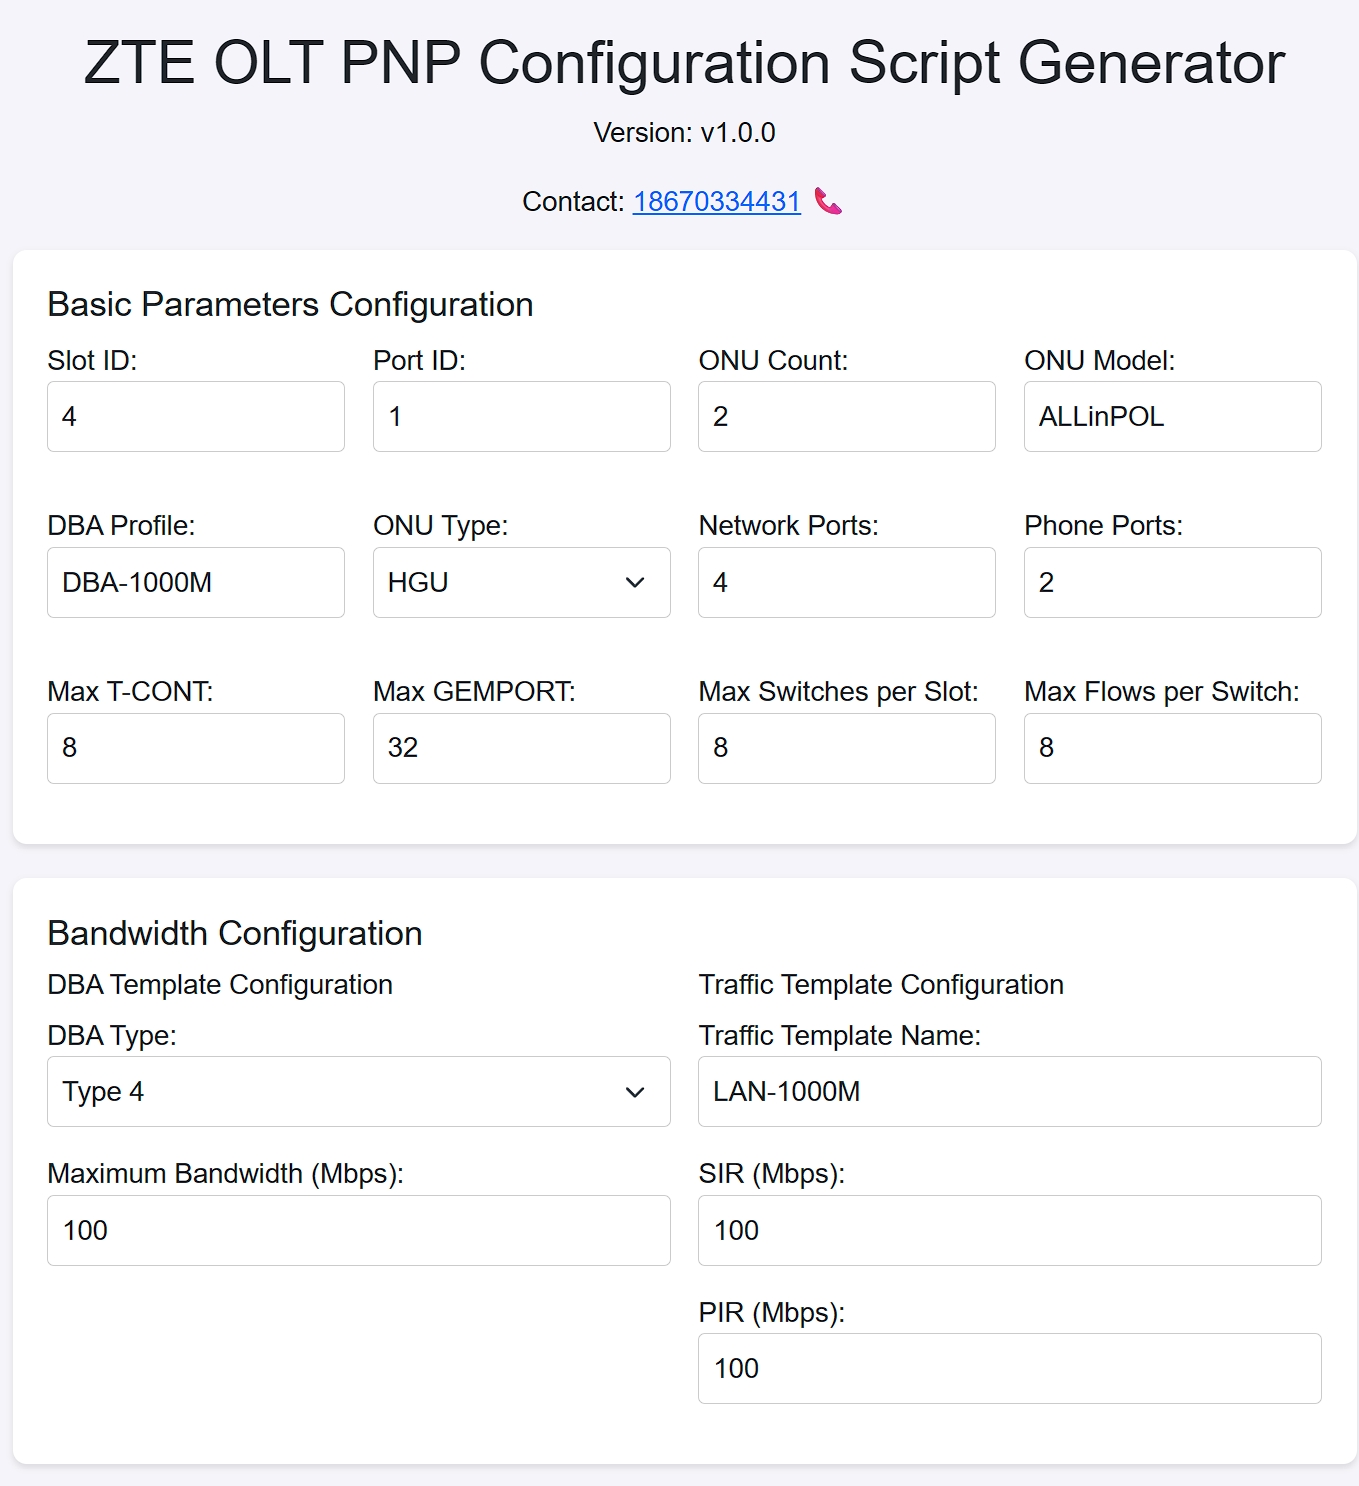 ZTE OLT PNP Configuration Script Generator
Version: v1.0.0
Contact: 18670334431
Basic Parameters Configuration
Slot ID: Port ID: ONU Count: ONU Model:
4 1 2 ALLinPOL
DBA Profile: ONU Type: Network Ports: Phone Ports:
DBA-1000M HGU 4 2
Max T-CONT: Max GEMPORT: Max Switches per Slot: Max Flows per Switch:
8 32 8 8
Bandwidth Configuration
DBA Template Configuration
DBA Type:
Type 4
Maximum Bandwidth (Mbps):
100
Traffic Template Configuration
Traffic Template Name:
LAN-1000M
SIR (Mbps):
100
PIR (Mbps):
100